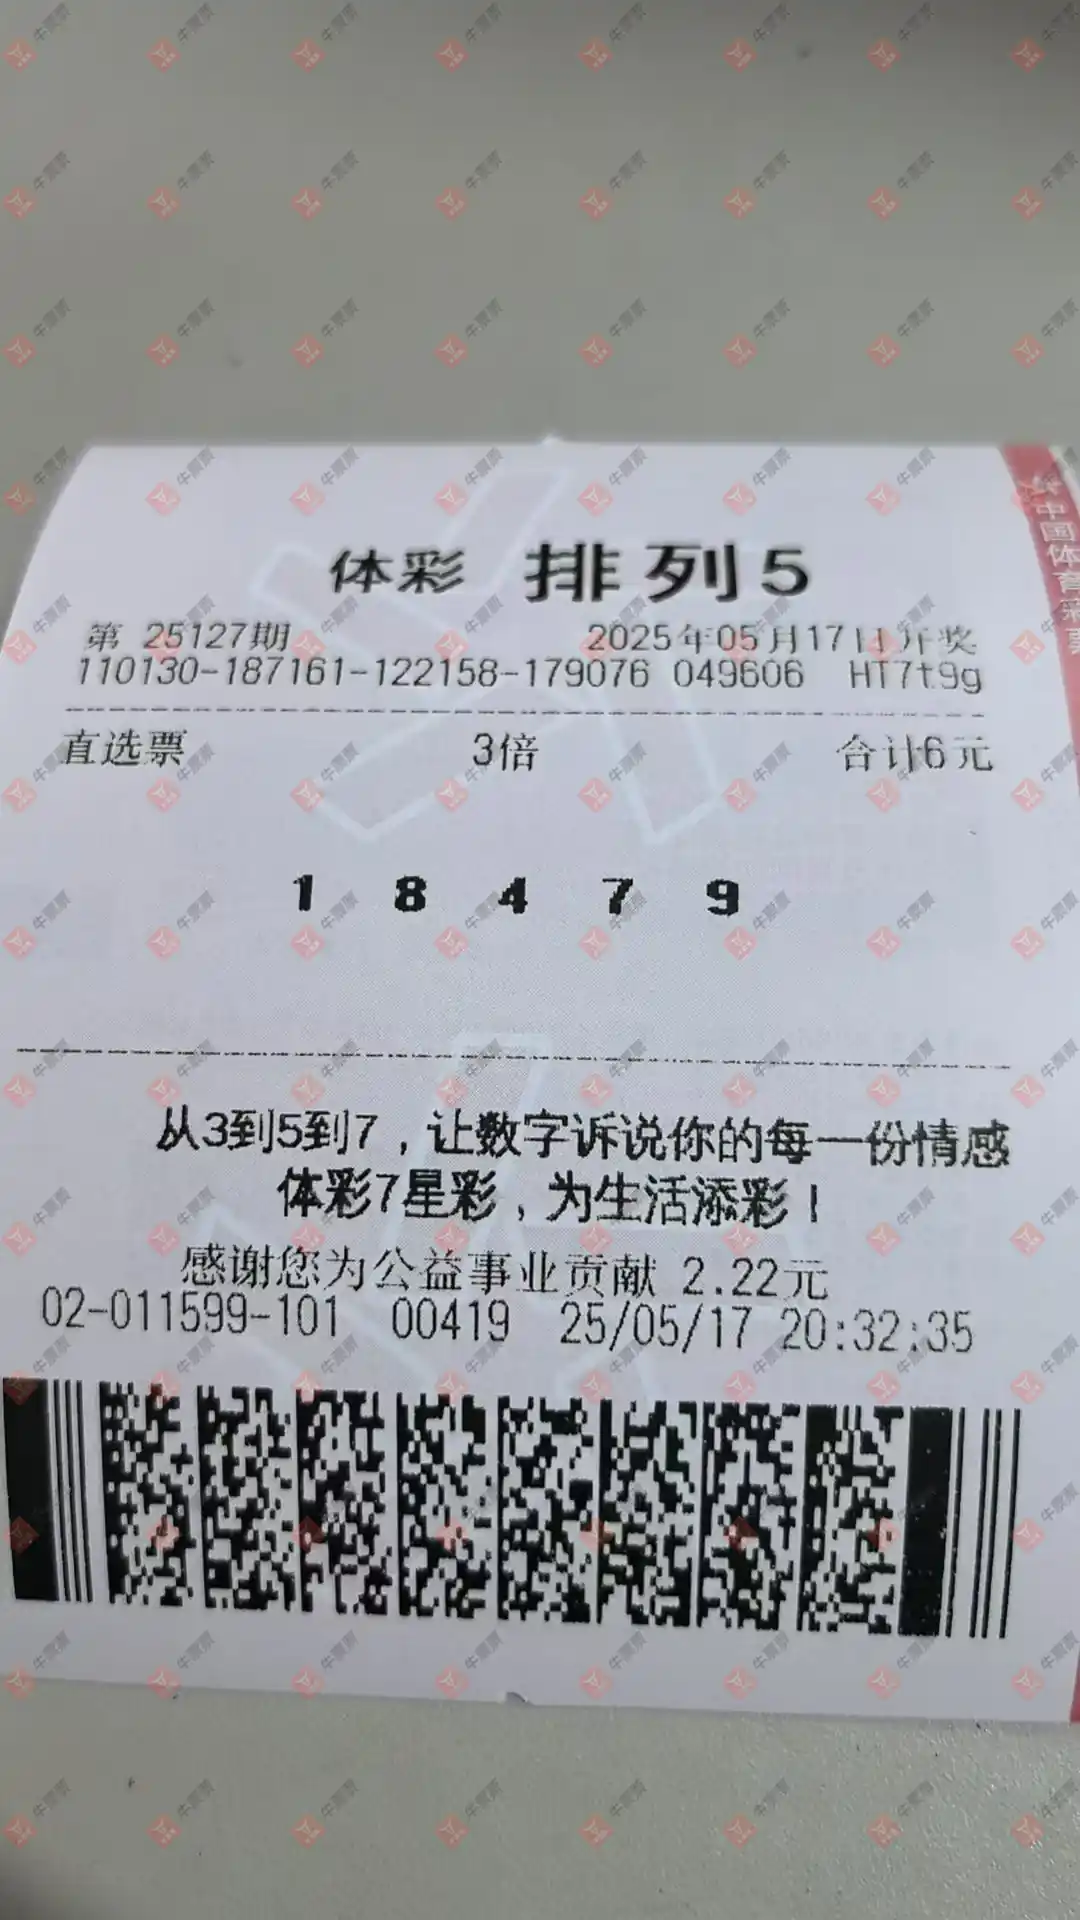 体彩 排列5
第 25127期 2025年05月17日开奖
110130-187161-122158-179076 049606 HT7t9g
直选票 3倍 合计6元
1 8 4 7 9
从3到5到7，让数字诉说你的每一份情感
体彩7星彩，为生活添彩！
感谢您为公益事业贡献 2.22元
02-011599-101 00419 25/05/17 20:32:35
中国体育彩票
牛票票